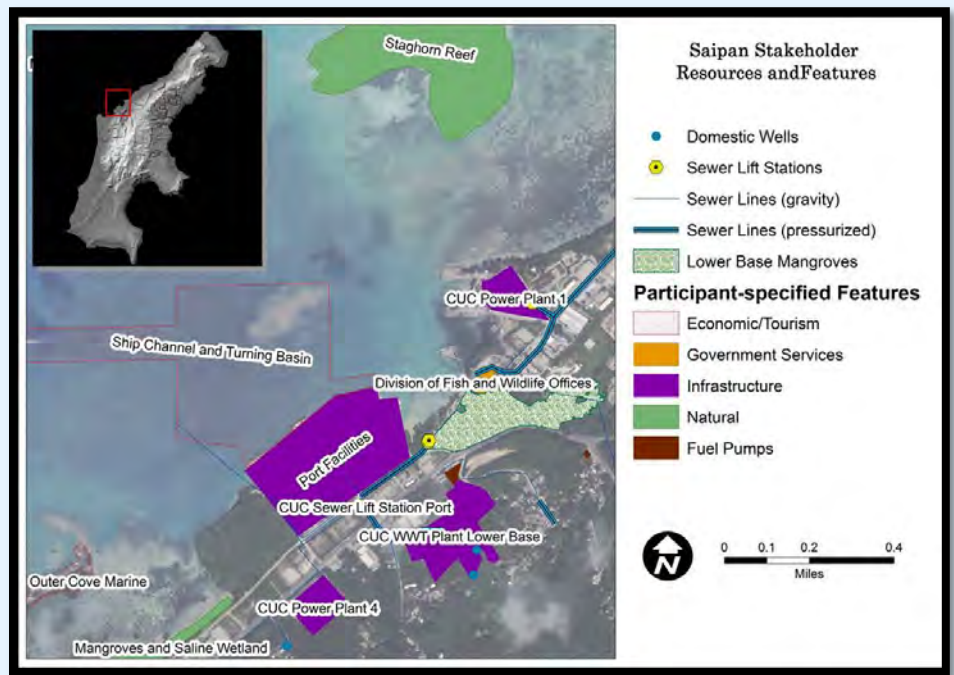 Saipan Stakeholder
Resources andFeatures
Domestic Wells
Sewer Lift Stations
Sewer Lines (gravity)
Sewer Lines (pressurized)
Lower Base Mangroves
Participant-specified Features
Economic/Tourism
Government Services
Infrastructure
Natural
Fuel Pumps
N
0 0.1 0.2 0.4
Miles
Staghorn Reef
CUC Power Plant 1
Ship Channel and Turning Basin
Division of Fish and Wildlife Offices
Port Facilities
CUC Sewer Lift Station Port
CUC WWT Plant Lower Base
Outer Cove Marine
CUC Power Plant 4
Mangroves and Saline Wetland